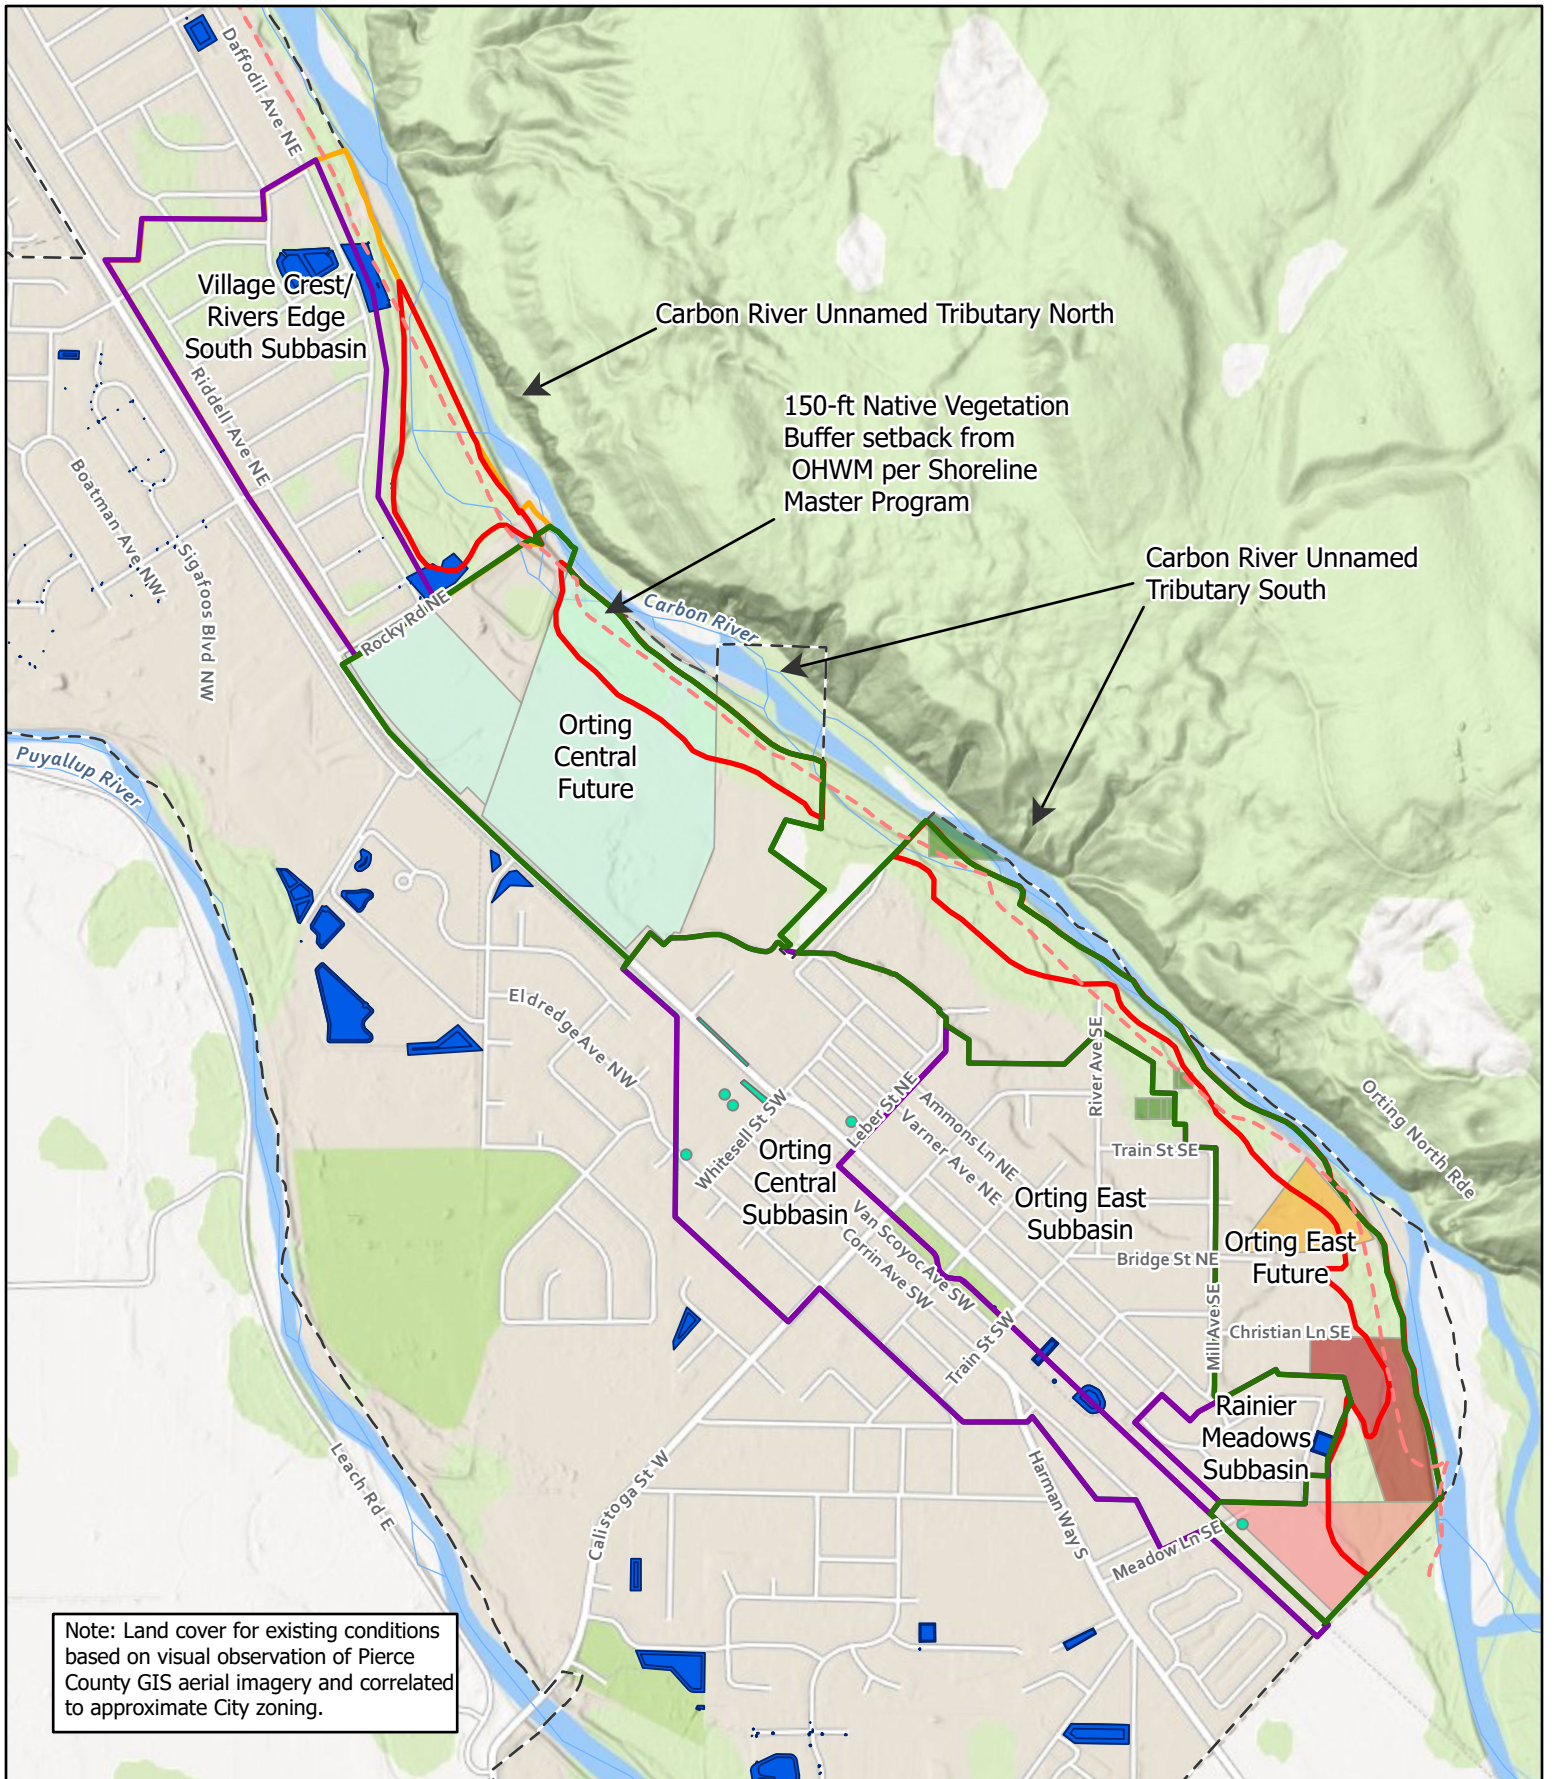 Daffodil Ave NE
Village Crest/
Rivers Edge
South Subbasin
Carbon River Unnamed Tributary North
150-ft Native Vegetation
Buffer setback from
OHWM per Shoreline
Master Program
Carbon River Unnamed
Tributary South
Riddell Ave NE
Boatman Ave NW
Sigafoos Blvd NW
Rocky Rd NE
Carbon River
Puyallup River
Orting
Central
Future
Eldredge Ave NW
River Ave SE
Orting North Rde
Whitesell St SW
Leber St NE
Ammons Ln NE
Varner Ave NE
Train St SE
Orting
Central
Subbasin
Orting East
Subbasin
Van Scoyoc Ave SW
Corrin Ave SW
Bridge St NE
Orting East
Future
Mill Ave SE
Christian Ln SE
Train St SW
Rainier
Meadows
Subbasin
Leach Rd E
Calistoga St W
Harman Way S
Meadow Ln SE
Note: Land cover for existing conditions
based on visual observation of Pierce
County GIS aerial imagery and correlated
to approximate City zoning.